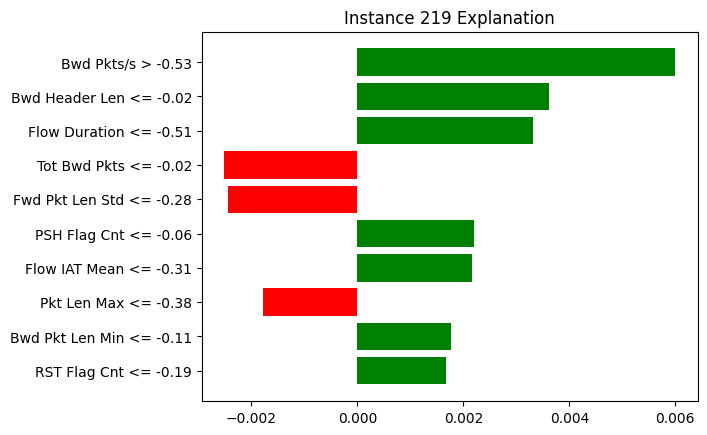 Instance 219 Explanation
Bwd Pkts/s > -0.53
Bwd Header Len <= -0.02
Flow Duration <= -0.51
Tot Bwd Pkts <= -0.02
Fwd Pkt Len Std <= -0.28
PSH Flag Cnt <= -0.06
Flow IAT Mean <= -0.31
Pkt Len Max <= -0.38
Bwd Pkt Len Min <= -0.11
RST Flag Cnt <= -0.19
−0.002 0.000 0.002 0.004 0.006